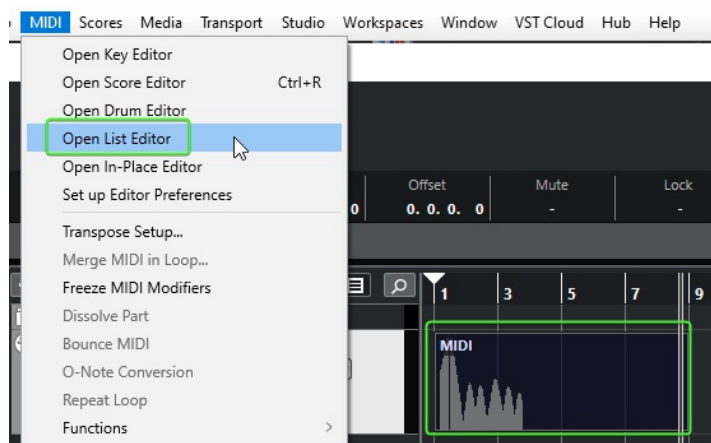 MIDI Scores Media Transport Studio Workspaces Window VST Cloud Hub Help
Open Key Editor
Open Score Editor Ctrl+R
Open Drum Editor
Open List Editor
Open In-Place Editor
Set up Editor Preferences
Offset Mute Lock
0 0. 0. 0. 0 - -
Transpose Setup...
Merge MIDI in Loop...
Freeze MIDI Modifiers
1 3 5 7 9
Dissolve Part
Bounce MIDI
MIDI
O-Note Conversion
Repeat Loop
Functions >